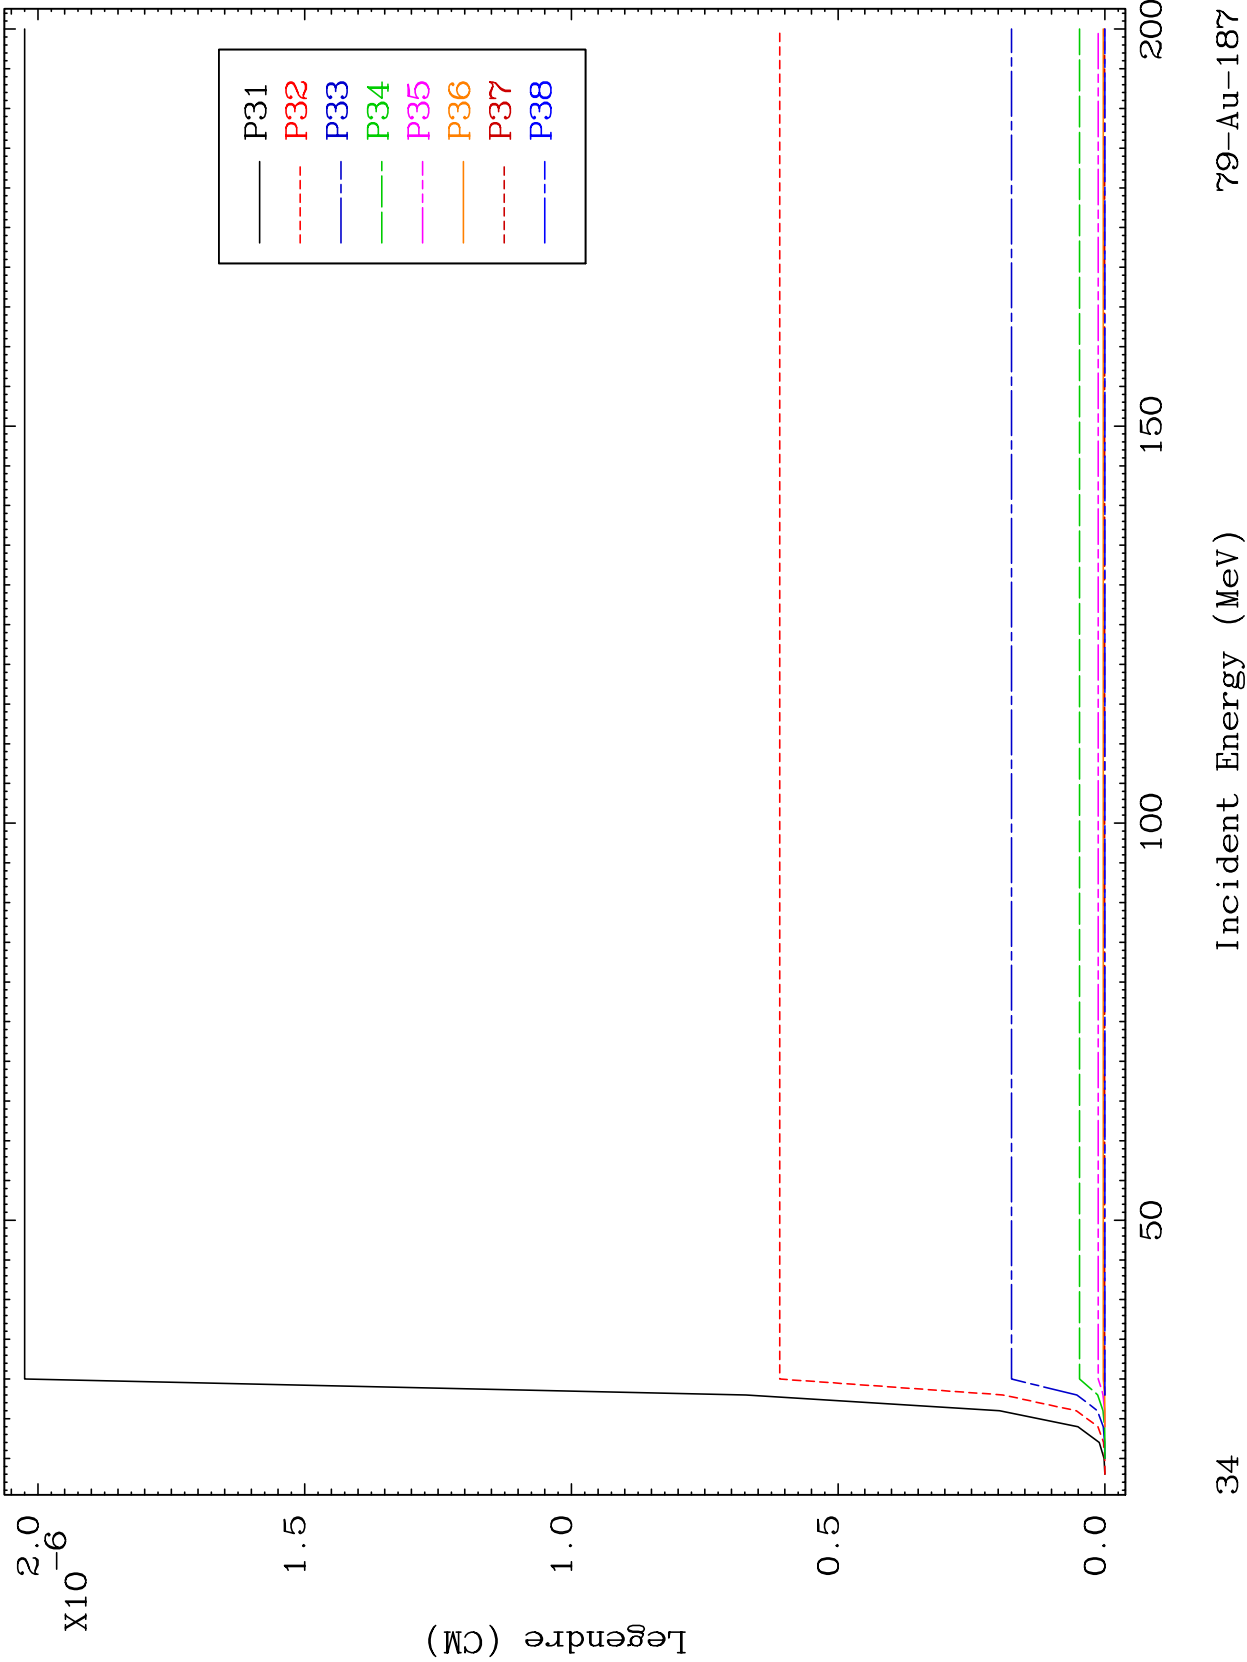 2.0
X10⁻⁶
1.5
1.0
0.5
0.0
Legendre (CM)
P31
P32
P33
P34
P35
P36
P37
P38
50
100
150
200
Incident Energy (MeV)
34
79-Au-187